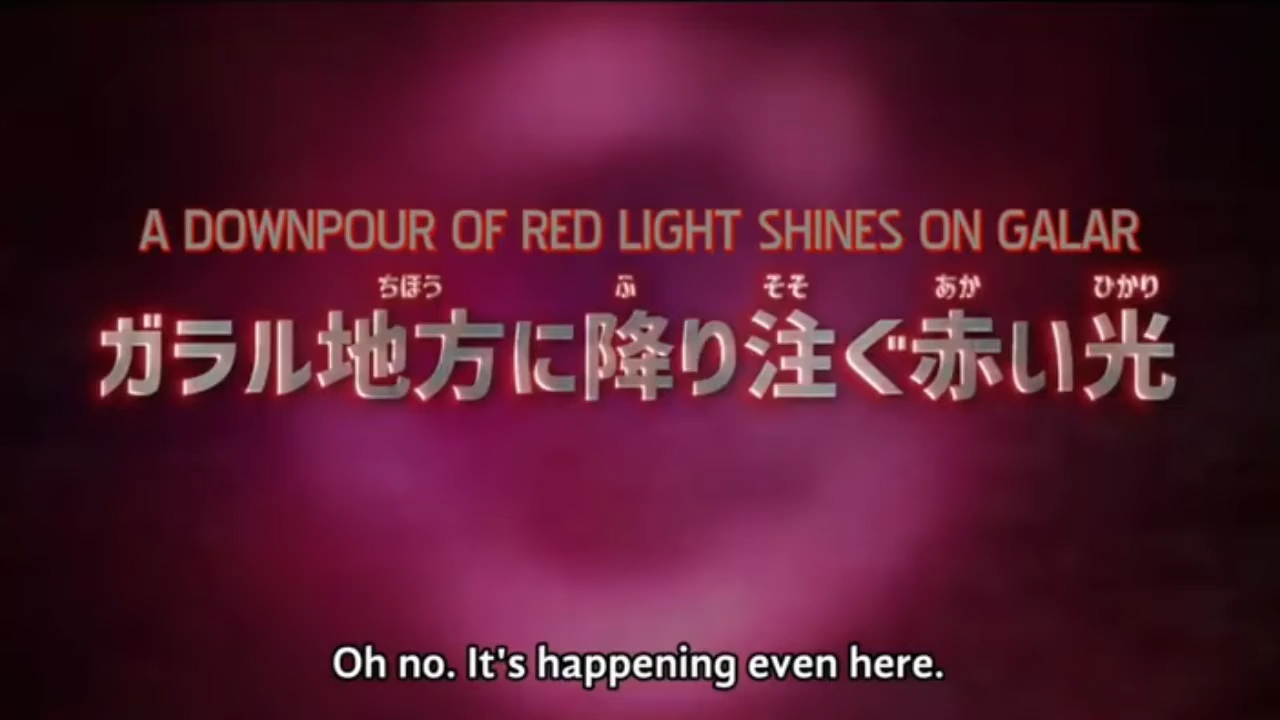 A DOWNPOUR OF RED LIGHT SHINES ON GALAR
ちほう ふ そそ あか ひかり
ガラル地方に降り注ぐ赤い光
Oh no. It's happening even here.